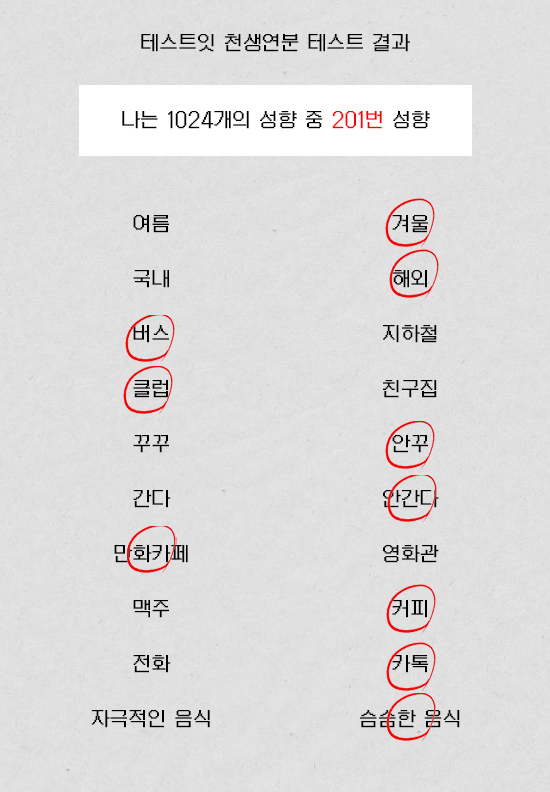 테스트잇 천생연분 테스트 결과
나는 1024개의 성향 중 201번 성향
여름 겨울
국내 해외
버스 지하철
클럽 친구집
꾸꾸 안꾸
간다 안간다
만화카페 영화관
맥주 커피
전화 카톡
자극적인 음식 슴슴한 음식